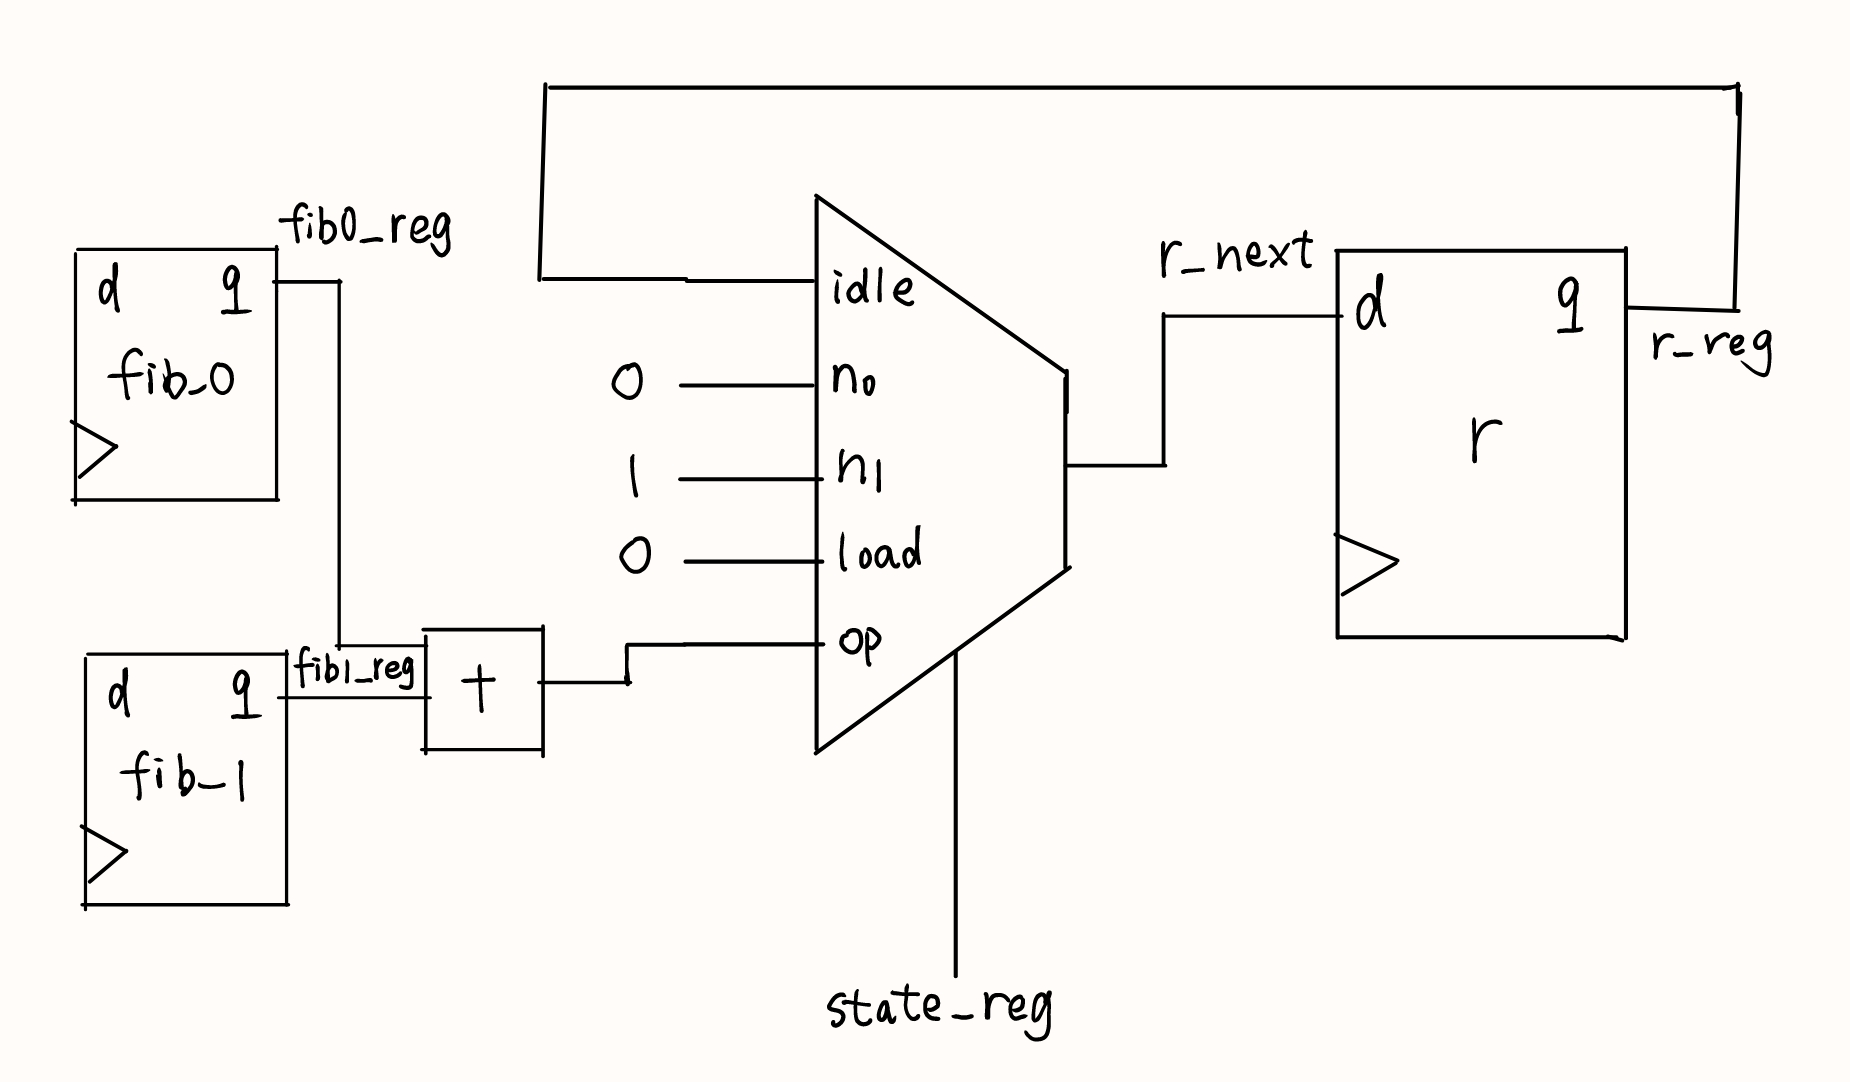 fib0_reg
d q
fib_0
d q
fib1_reg
fib_1
+
idle
0 n0
1 n1
0 load
op
state_reg
r_next
d q
r
r_reg